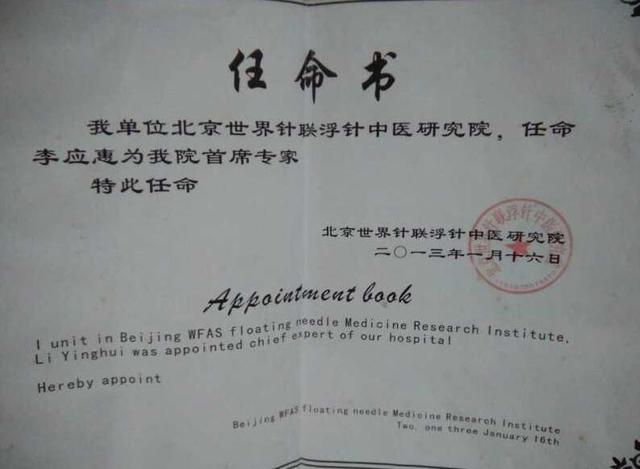 任命书
我单位北京世界针联浮针中医研究院，任命
李应惠为我院首席专家
特此任命
北京世界针联浮针中医研究院
二〇一三年一月十六日
Appointment book
I unit in Beijing WFAS floating needle Medicine Research Institute,
Li Yinghui was appointed chief expert of our hospital
Hereby appoint
Beijing WFAS floating needle Medicine Research Institute
Two, one three January 16th